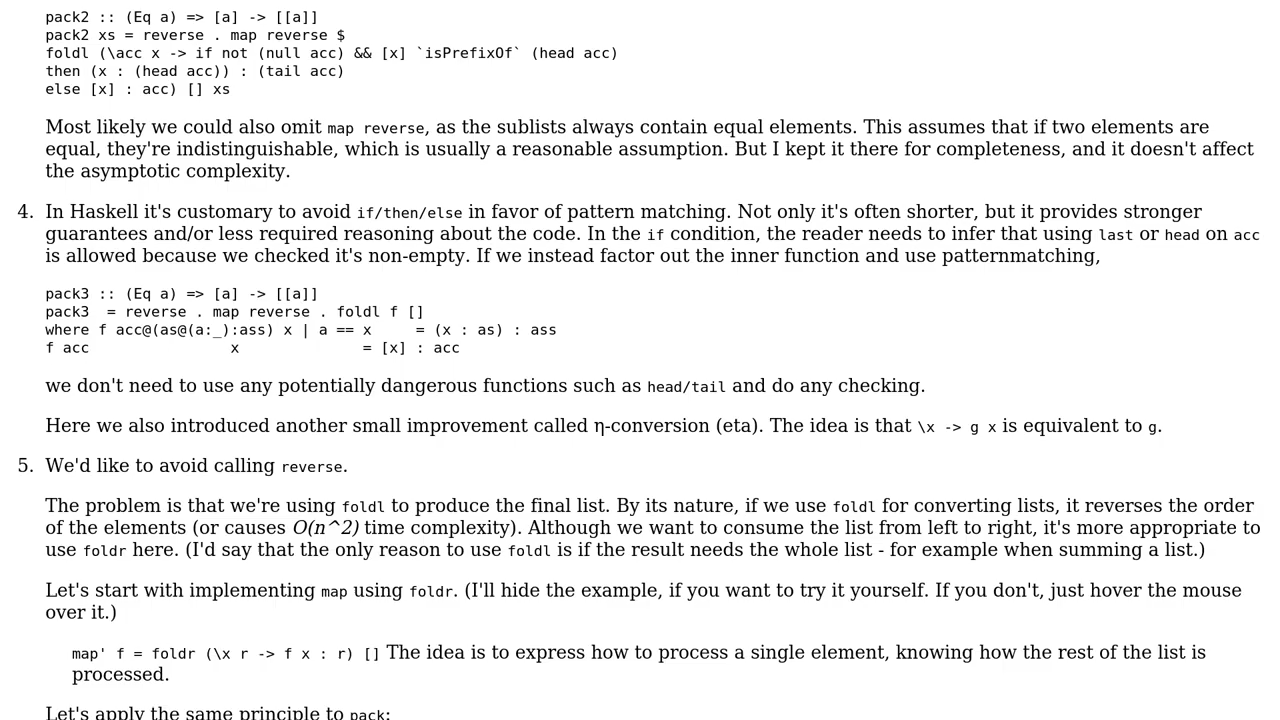 pack2 :: (Eq a) => [a] -> [[a]]
pack2 xs = reverse . map reverse $
foldl (\acc x -> if not (null acc) && [x] `isPrefixOf` (head acc)
then (x : (head acc)) : (tail acc)
else [x] : acc) [] xs
Most likely we could also omit map reverse, as the sublists always contain equal elements. This assumes that if two elements are
equal, they're indistinguishable, which is usually a reasonable assumption. But I kept it there for completeness, and it doesn't affect
the asymptotic complexity.
4. In Haskell it's customary to avoid if/then/else in favor of pattern matching. Not only it's often shorter, but it provides stronger
guarantees and/or less required reasoning about the code. In the if condition, the reader needs to infer that using last or head on acc
is allowed because we checked it's non-empty. If we instead factor out the inner function and use patternmatching,
pack3 :: (Eq a) => [a] -> [[a]]
pack3  = reverse . map reverse . foldl f []
where f acc@(as@(a:_):ass) x | a == x     = (x : as) : ass
f acc                x              = [x] : acc
we don't need to use any potentially dangerous functions such as head/tail and do any checking.
Here we also introduced another small improvement called η-conversion (eta). The idea is that \x -> g x is equivalent to g.
5. We'd like to avoid calling reverse.
The problem is that we're using foldl to produce the final list. By its nature, if we use foldl for converting lists, it reverses the order
of the elements (or causes O(n^2) time complexity). Although we want to consume the list from left to right, it's more appropriate to
use foldr here. (I'd say that the only reason to use foldl is if the result needs the whole list - for example when summing a list.)
Let's start with implementing map using foldr. (I'll hide the example, if you want to try it yourself. If you don't, just hover the mouse
over it.)
map' f = foldr (\x r -> f x : r) [] The idea is to express how to process a single element, knowing how the rest of the list is
processed.
Let's apply the same principle to pack: